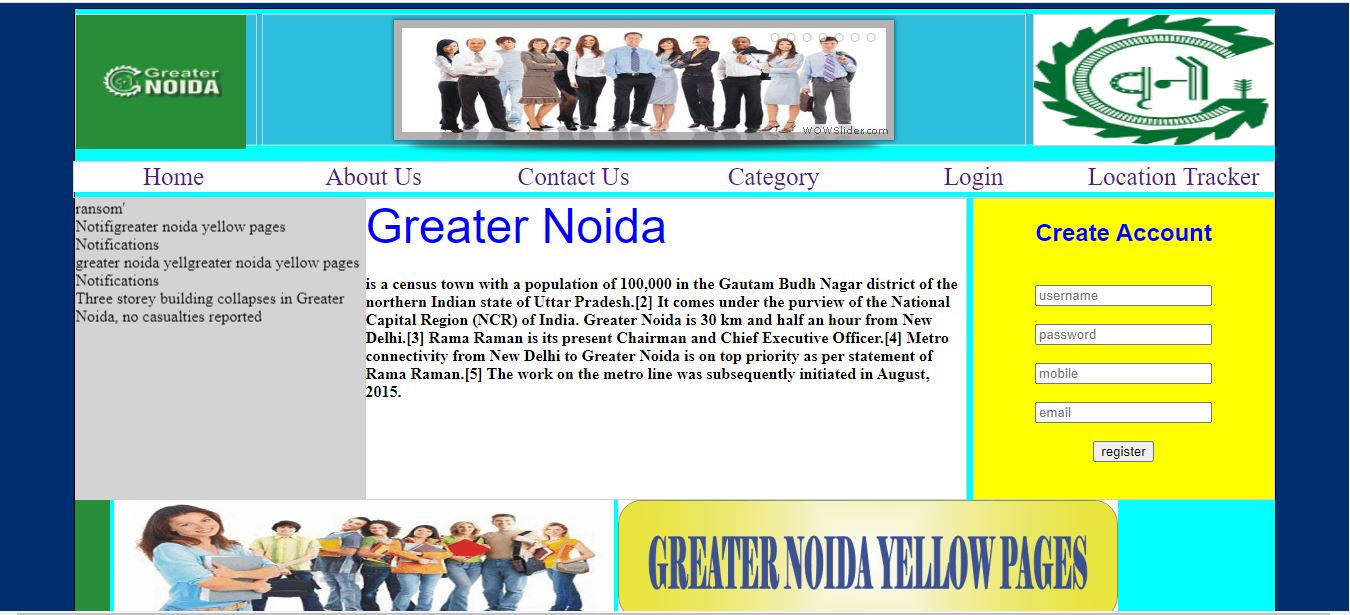 Greater
NOIDA
WOWSlider.com
Home About Us Contact Us Category Login Location Tracker
ransom'
Notifigreater noida yellow pages
Notifications
greater noida yellgreater noida yellow pages
Notifications
Three storey building collapses in Greater
Noida, no casualties reported
Greater Noida
is a census town with a population of 100,000 in the Gautam Budh Nagar district of the
northern Indian state of Uttar Pradesh.[2] It comes under the purview of the National
Capital Region (NCR) of India. Greater Noida is 30 km and half an hour from New
Delhi.[3] Rama Raman is its present Chairman and Chief Executive Officer.[4] Metro
connectivity from New Delhi to Greater Noida is on top priority as per statement of
Rama Raman.[5] The work on the metro line was subsequently initiated in August,
2015.
Create Account
username
password
mobile
email
register
GREATER NOIDA YELLOW PAGES